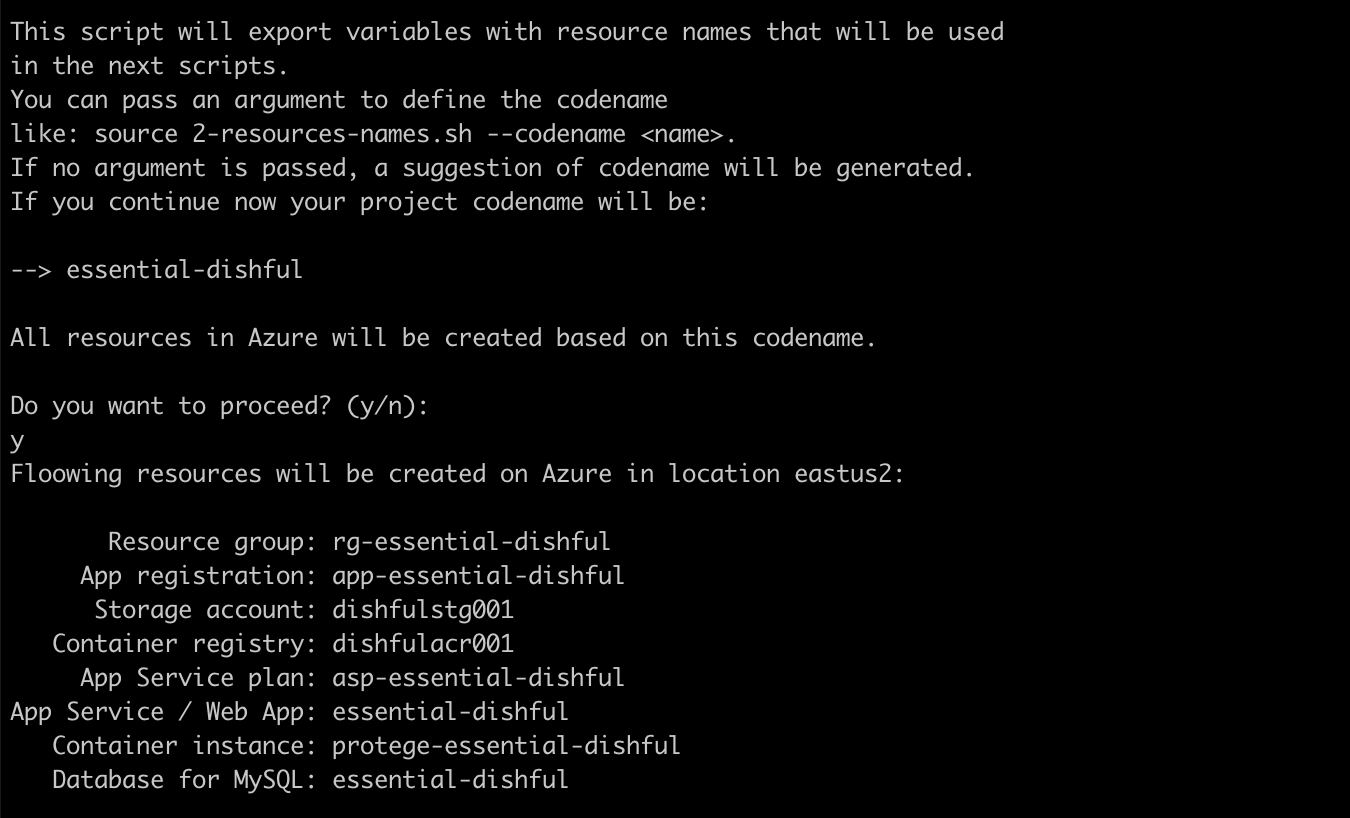 This script will export variables with resource names that will be used
in the next scripts.
You can pass an argument to define the codename
like: source 2-resources-names.sh --codename <name>.
If no argument is passed, a suggestion of codename will be generated.
If you continue now your project codename will be:
--> essential-dishful
All resources in Azure will be created based on this codename.
Do you want to proceed? (y/n):
y
Floowing resources will be created on Azure in location eastus2:
Resource group: rg-essential-dishful
App registration: app-essential-dishful
Storage account: dishfulstg001
Container registry: dishfulacr001
App Service plan: asp-essential-dishful
App Service / Web App: essential-dishful
Container instance: protege-essential-dishful
Database for MySQL: essential-dishful